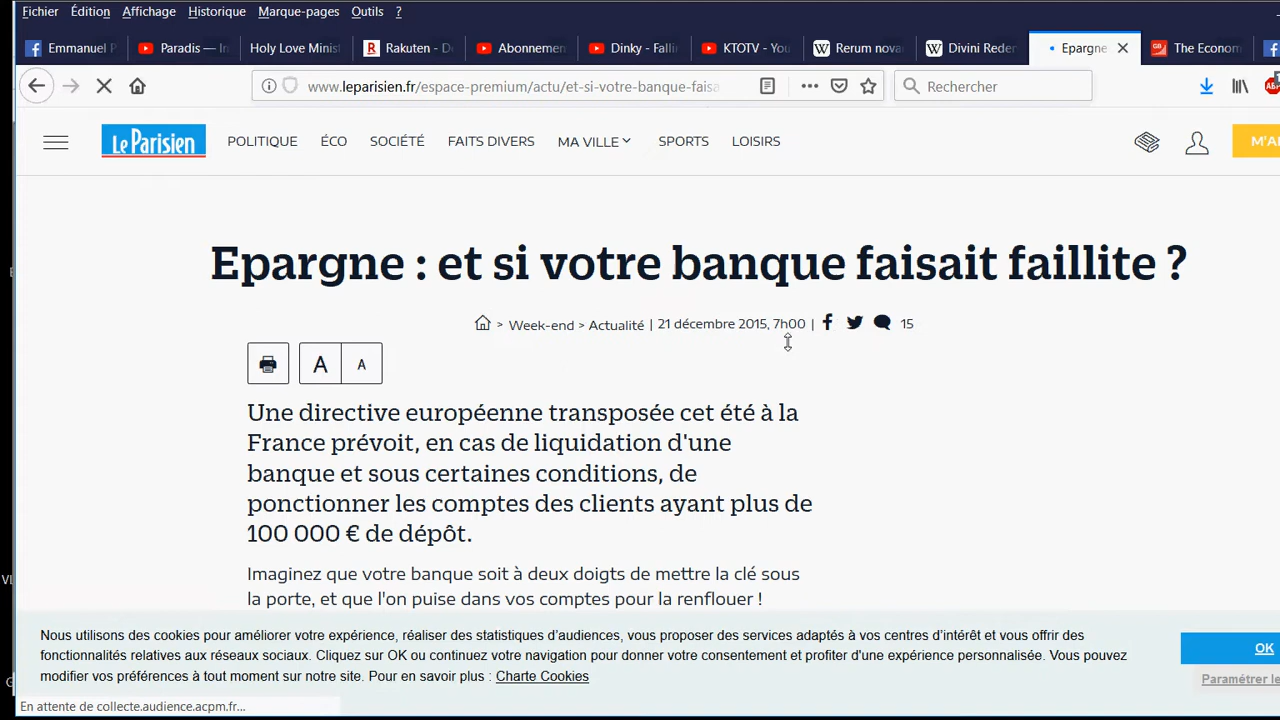 Fichier Édition Affichage Historique Marque-pages Outils ?
Emmanuel P Paradis — In Holy Love Minist Rakuten - D Abonnemen Dinky - Falli KTOTV - You Rerum nova Divini Reden Epargne The Econom
www.leparisien.fr/espace-premium/actu/et-si-votre-banque-faisa Rechercher
Le Parisien POLITIQUE ÉCO SOCIÉTÉ FAITS DIVERS MA VILLE SPORTS LOISIRS M'A
Epargne : et si votre banque faisait faillite ?
> Week-end > Actualité | 21 décembre 2015, 7h00 | 15
A A
Une directive européenne transposée cet été à la
France prévoit, en cas de liquidation d'une
banque et sous certaines conditions, de
ponctionner les comptes des clients ayant plus de
100 000 € de dépôt.
Imaginez que votre banque soit à deux doigts de mettre la clé sous
la porte, et que l'on puise dans vos comptes pour la renflouer !
Nous utilisons des cookies pour améliorer votre expérience, réaliser des statistiques d'audiences, vous proposer des services adaptés à vos centres d'intérêt et vous offrir des
fonctionnalités relatives aux réseaux sociaux. Cliquez sur OK ou continuez votre navigation pour donner votre consentement et profiter d'une expérience personnalisée. Vous pouvez
modifier vos préférences à tout moment sur notre site. Pour en savoir plus : Charte Cookies
OK
Paramétrer le
En attente de collecte.audience.acpm.fr...